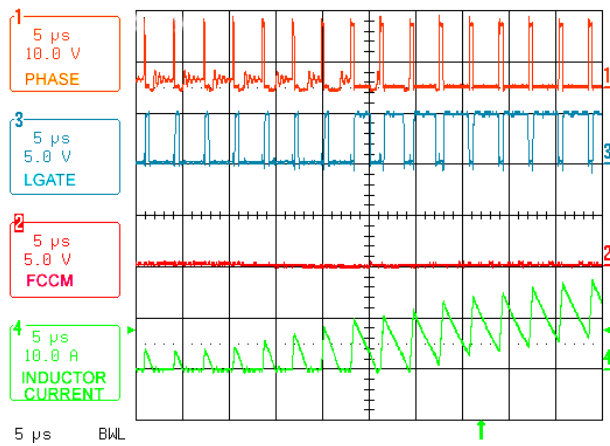 1
5 µs
10.0 V
PHASE
1
3
5 µs
5.0 V
LGATE
3
2
5 µs
5.0 V
FCCM
2
4
5 µs
10.0 A
INDUCTOR
CURRENT
4
5 µs
BWL